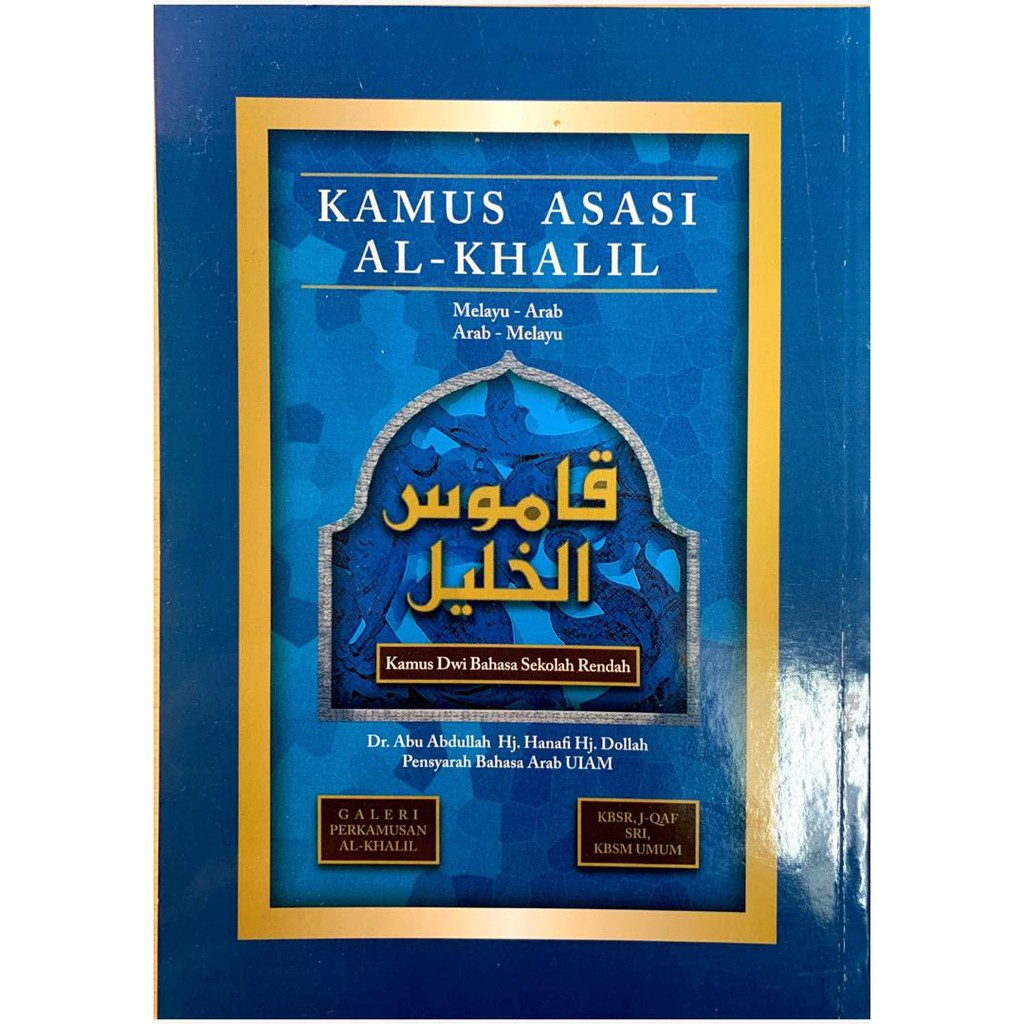 KAMUS ASASI
AL-KHALIL
Melayu - Arab
Arab - Melayu
قاموس
الخليل
Kamus Dwi Bahasa Sekolah Rendah
Dr. Abu Abdullah Hj. Hanafi Hj. Dollah
Pensyarah Bahasa Arab UIAM
GALERI
PERKAMUSAN
AL-KHALIL
KBSR, J-QAF
SRI,
KBSM UMUM